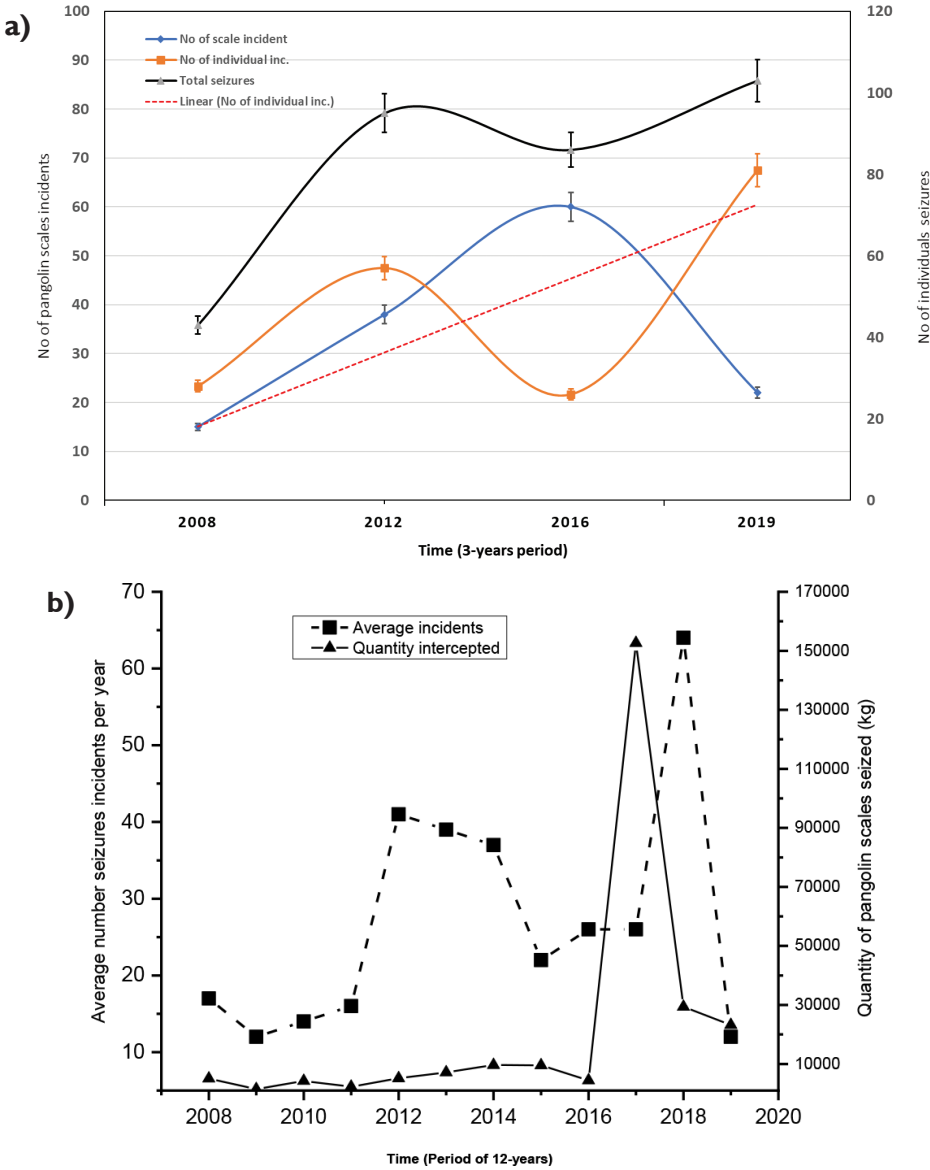 a)
No of scale incident
No of individual inc.
Total seizures
Linear (No of individual inc.)
No of pangolin scales incidents
100
90
80
70
60
50
40
30
20
10
0
No of individuals seizures
120
100
80
60
40
20
0
2008 2012 2016 2019
Time (3-years period)
b)
Average incidents
Quantity intercepted
Average number seizures incidents per year
70
60
50
40
30
20
10
Quantity of pangolin scales seized (kg)
170000
150000
130000
110000
90000
70000
50000
30000
10000
2008 2010 2012 2014 2016 2018 2020
Time (Period of 12-years)